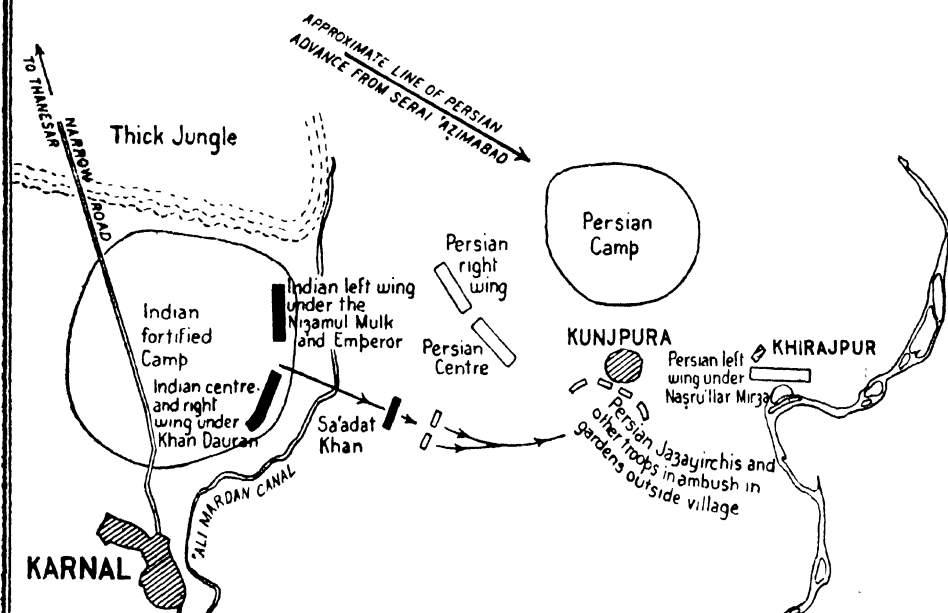 APPROXIMATE LINE OF PERSIAN
ADVANCE FROM SERAI 'AẒIMABAD
TO THANESAR
NARROW ROAD
Thick Jungle
Persian
Camp
Persian
right
wing
Indian left wing
under the
Niẓamul Mulk
and Emperor
Indian
fortified
Camp
Persian
Centre
KUNJPURA
KHIRAJPUR
Persian left
wing under
Naṣru'llar Mirza
Indian centre
and right
wing under
Khan Dauran
Sa'adat
Khan
Persian Jazayirchis and
other troops in ambush in
gardens outside village
'ALI MARDAN CANAL
KARNAL